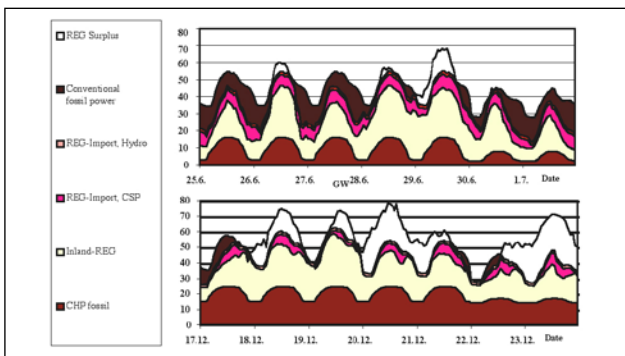 REG Surplus
Conventional
fossil power
REG-Import, Hydro
REG-Import, CSP
Inland-REG
CHP fossil
80
70
60
50
40
30
20
10
0
25.6. 26.6. 27.6. 28.6. 29.6. 30.6. 1.7. Date
GW
80
70
60
50
40
30
20
10
0
17.12. 18.12. 19.12. 20.12. 21.12. 22.12. 23.12. Date